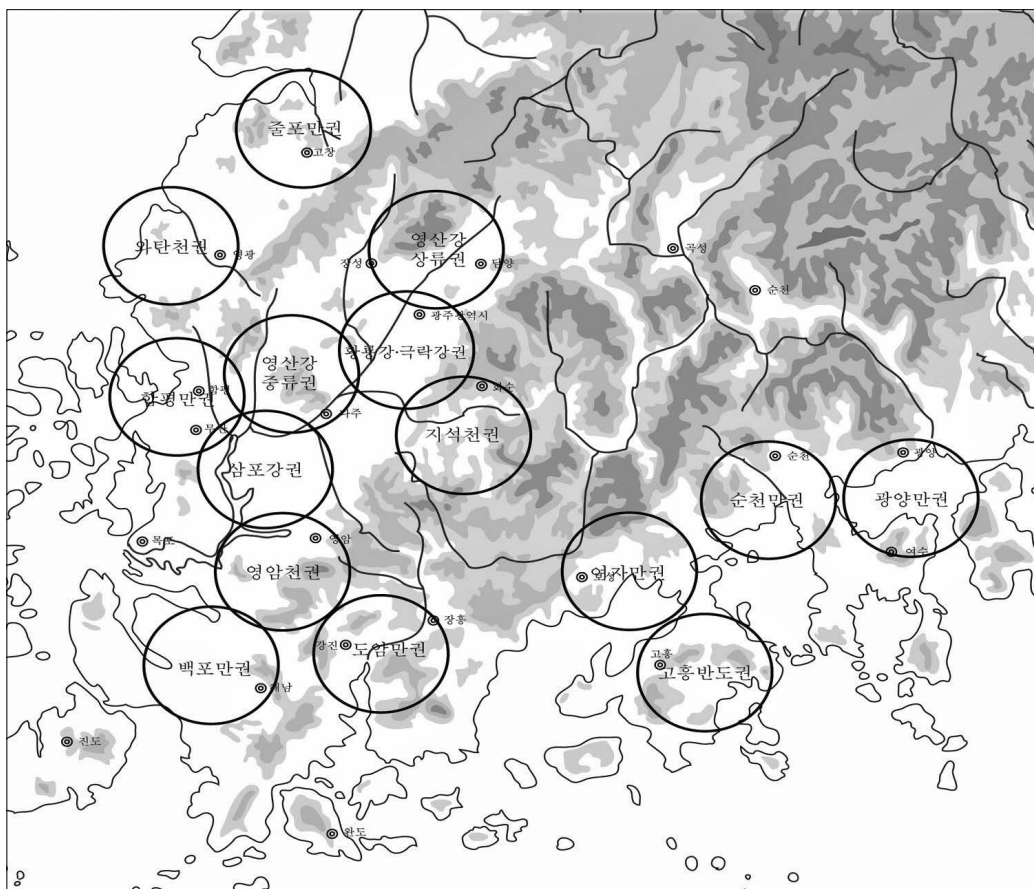 줄포만권
고창
와탄천권
영광
영산강
상류권
장성
담양
곡성
순천
광주광역시
황룡강·극락강권
영산강
중류권
함평
함평만권
무안
나주
화순
지석천권
삼포강권
순천
순천만권
광양
광양만권
여수
목포
영암
영암천권
여자만권
보성
장흥
강진
도암만권
백포만권
해남
고흥
고흥반도권
진도
완도